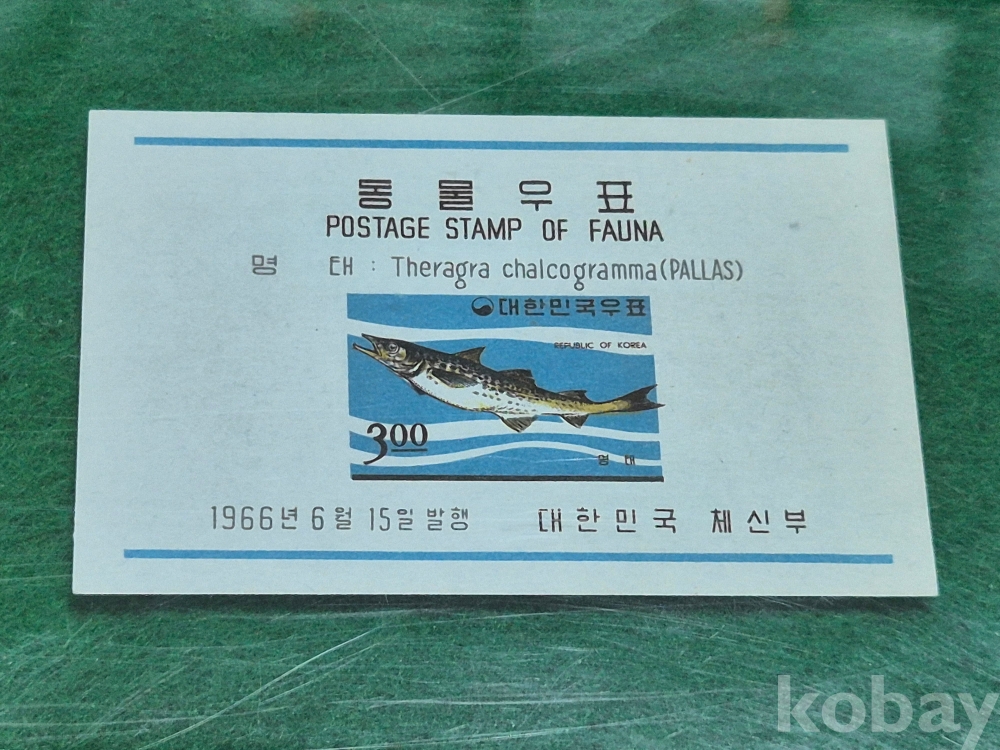 동 물 우 표
POSTAGE STAMP OF FAUNA
명 태 : Theragra chalcogramma(PALLAS)
대한민국우표
REPUBLIC OF KOREA
3.00
명 태
1966년 6월 15일 발행 대한민국 체신부
kobay